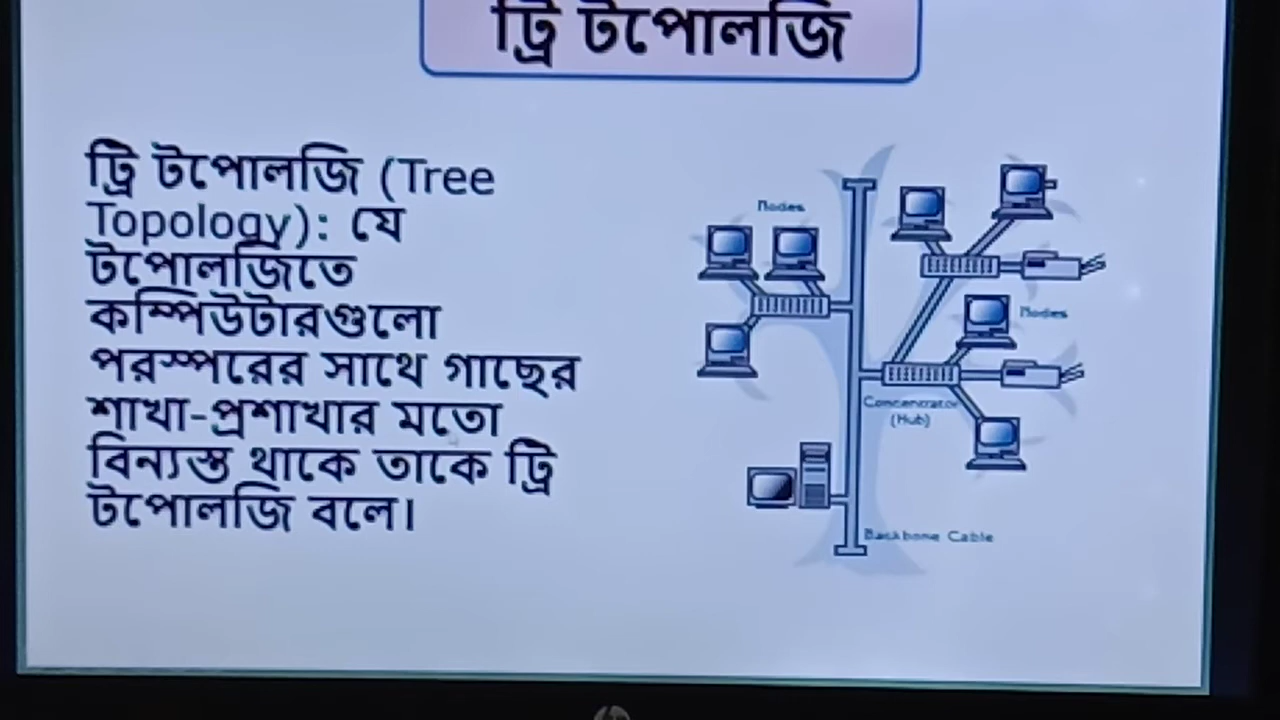 ট্রি টপোলজি
ট্রি টপোলজি (Tree
Topology): যে
টপোলজিতে
কম্পিউটারগুলো
পরস্পরের সাথে গাছের
শাখা-প্রশাখার মতো
বিন্যস্ত থাকে তাকে ট্রি
টপোলজি বলে।
Nodes
Nodes
Concentrator
(Hub)
Backbone Cable
hp